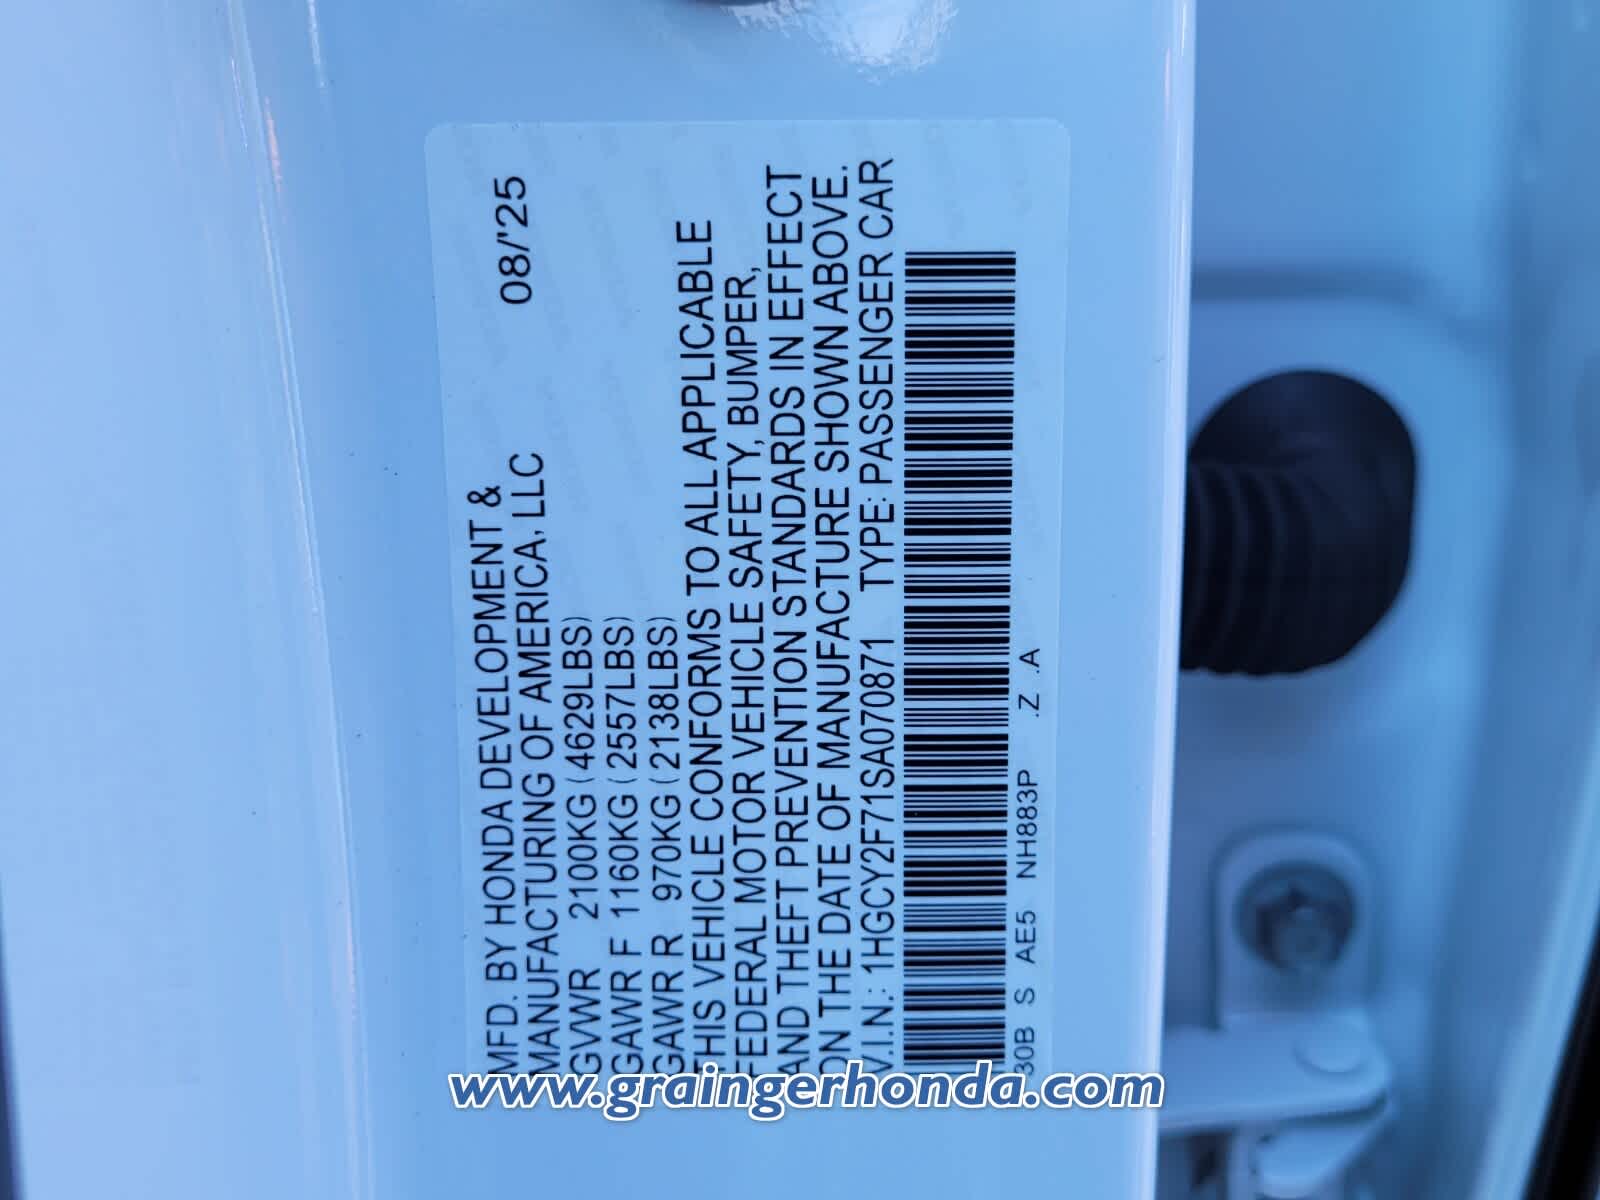 MFD. BY HONDA DEVELOPMENT &
MANUFACTURING OF AMERICA, LLC 08/'25
GVWR 2100KG (4629LBS)
GAWR F 1160KG (2557LBS)
GAWR R 970KG (2138LBS)
THIS VEHICLE CONFORMS TO ALL APPLICABLE
FEDERAL MOTOR VEHICLE SAFETY, BUMPER,
AND THEFT PREVENTION STANDARDS IN EFFECT
ON THE DATE OF MANUFACTURE SHOWN ABOVE.
V.I.N.: 1HGCY2F71SA070871 TYPE: PASSENGER CAR
30B S AE5 NH883P .Z .A
www.graingerhonda.com